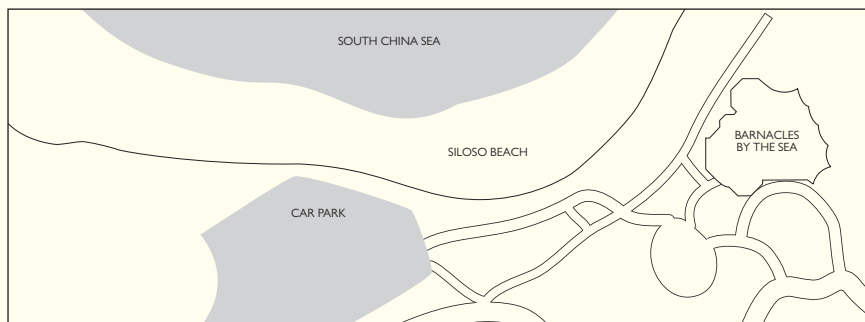 SOUTH CHINA SEA
SILOSO BEACH
BARNACLES
BY THE SEA
CAR PARK